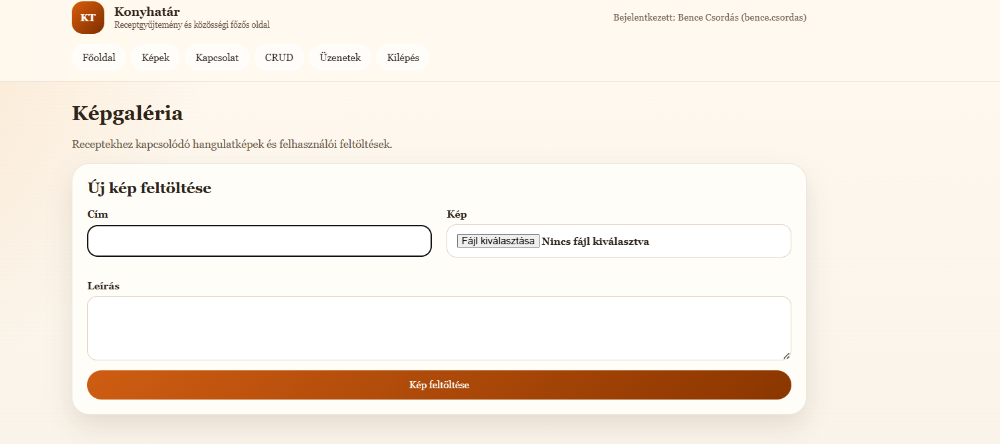 KT
Konyhatár
Receptgyűjtemény és közösségi főzős oldal
Bejelentkezett: Bence Csordás (bence.csordas)
Főoldal Képek Kapcsolat CRUD Üzenetek Kilépés
Képgaléria
Receptekhez kapcsolódó hangulatképek és felhasználói feltöltések.
Új kép feltöltése
Cím
Kép
Fájl kiválasztása Nincs fájl kiválasztva
Leírás
Kép feltöltése